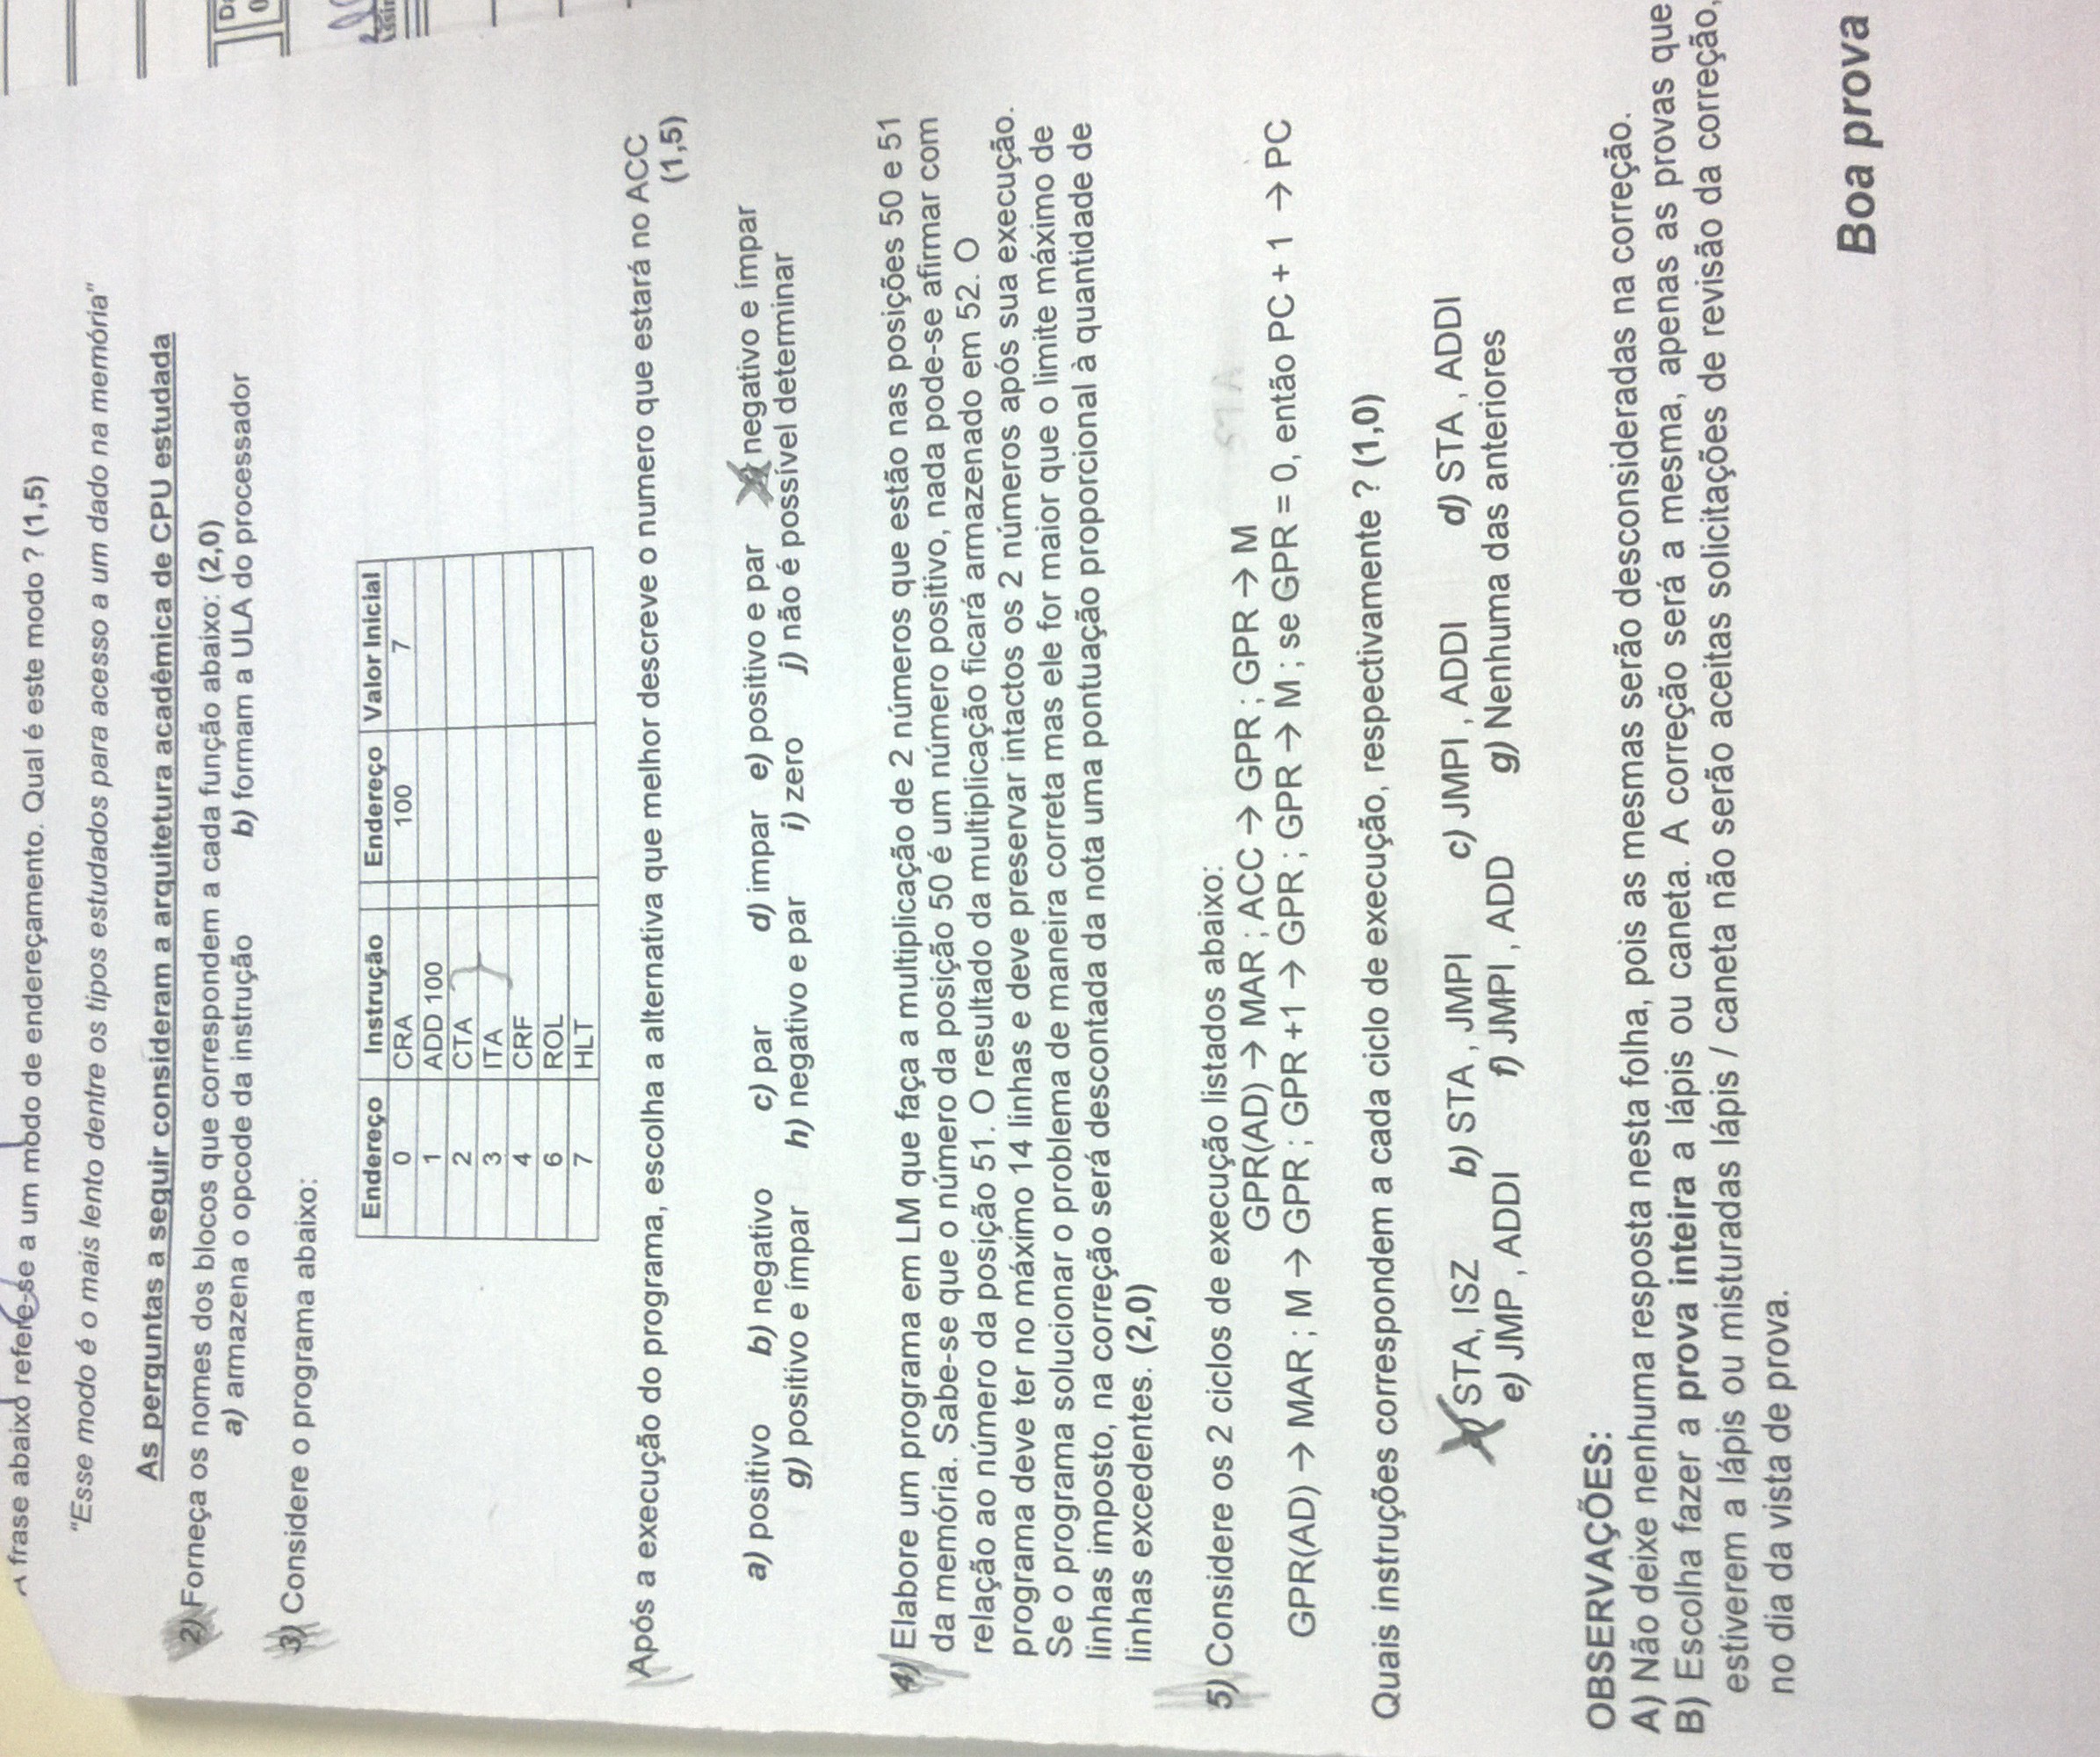 A frase abaixo refere-se a um modo de endereçamento. Qual é este modo ? (1,5)
"Esse modo é o mais lento dentre os tipos estudados para acesso a um dado na memória"
As perguntas a seguir consideram a arquitetura acadêmica de CPU estudada
2) Forneça os nomes dos blocos que correspondem a cada função abaixo: (2,0)
a) armazena o opcode da instrução b) formam a ULA do processador
3) Considere o programa abaixo:
Endereço Instrução Endereço Valor Inicial
0 CRA 100 7
1 ADD 100
2 CTA
3 ITA
4 CRF
6 ROL
7 HLT
Após a execução do programa, escolha a alternativa que melhor descreve o numero que estará no ACC
(1,5)
a) positivo b) negativo c) par d) impar e) positivo e par negativo e ímpar
g) positivo e ímpar h) negativo e par i) zero j) não é possível determinar
4) Elabore um programa em LM que faça a multiplicação de 2 números que estão nas posições 50 e 51
da memória. Sabe-se que o número da posição 50 é um número positivo, nada pode-se afirmar com
relação ao número da posição 51. O resultado da multiplicação ficará armazenado em 52. O
programa deve ter no máximo 14 linhas e deve preservar intactos os 2 números após sua execução.
Se o programa solucionar o problema de maneira correta mas ele for maior que o limite máximo de
linhas imposto, na correção será descontada da nota uma pontuação proporcional à quantidade de
linhas excedentes. (2,0)
5) Considere os 2 ciclos de execução listados abaixo:
STA
GPR(AD) → MAR ; ACC → GPR ; GPR → M
GPR(AD) → MAR ; M → GPR ; GPR +1 → GPR ; GPR → M ; se GPR = 0, então PC + 1 → PC
Quais instruções correspondem a cada ciclo de execução, respectivamente ? (1,0)
STA, ISZ b) STA , JMPI c) JMPI , ADDI d) STA , ADDI
e) JMP , ADDI f) JMPI , ADD g) Nenhuma das anteriores
OBSERVAÇÕES:
A) Não deixe nenhuma resposta nesta folha, pois as mesmas serão desconsideradas na correção.
B) Escolha fazer a prova inteira a lápis ou caneta. A correção será a mesma, apenas as provas que
estiverem a lápis ou misturadas lápis / caneta não serão aceitas solicitações de revisão da correção,
no dia da vista de prova.
Boa prova